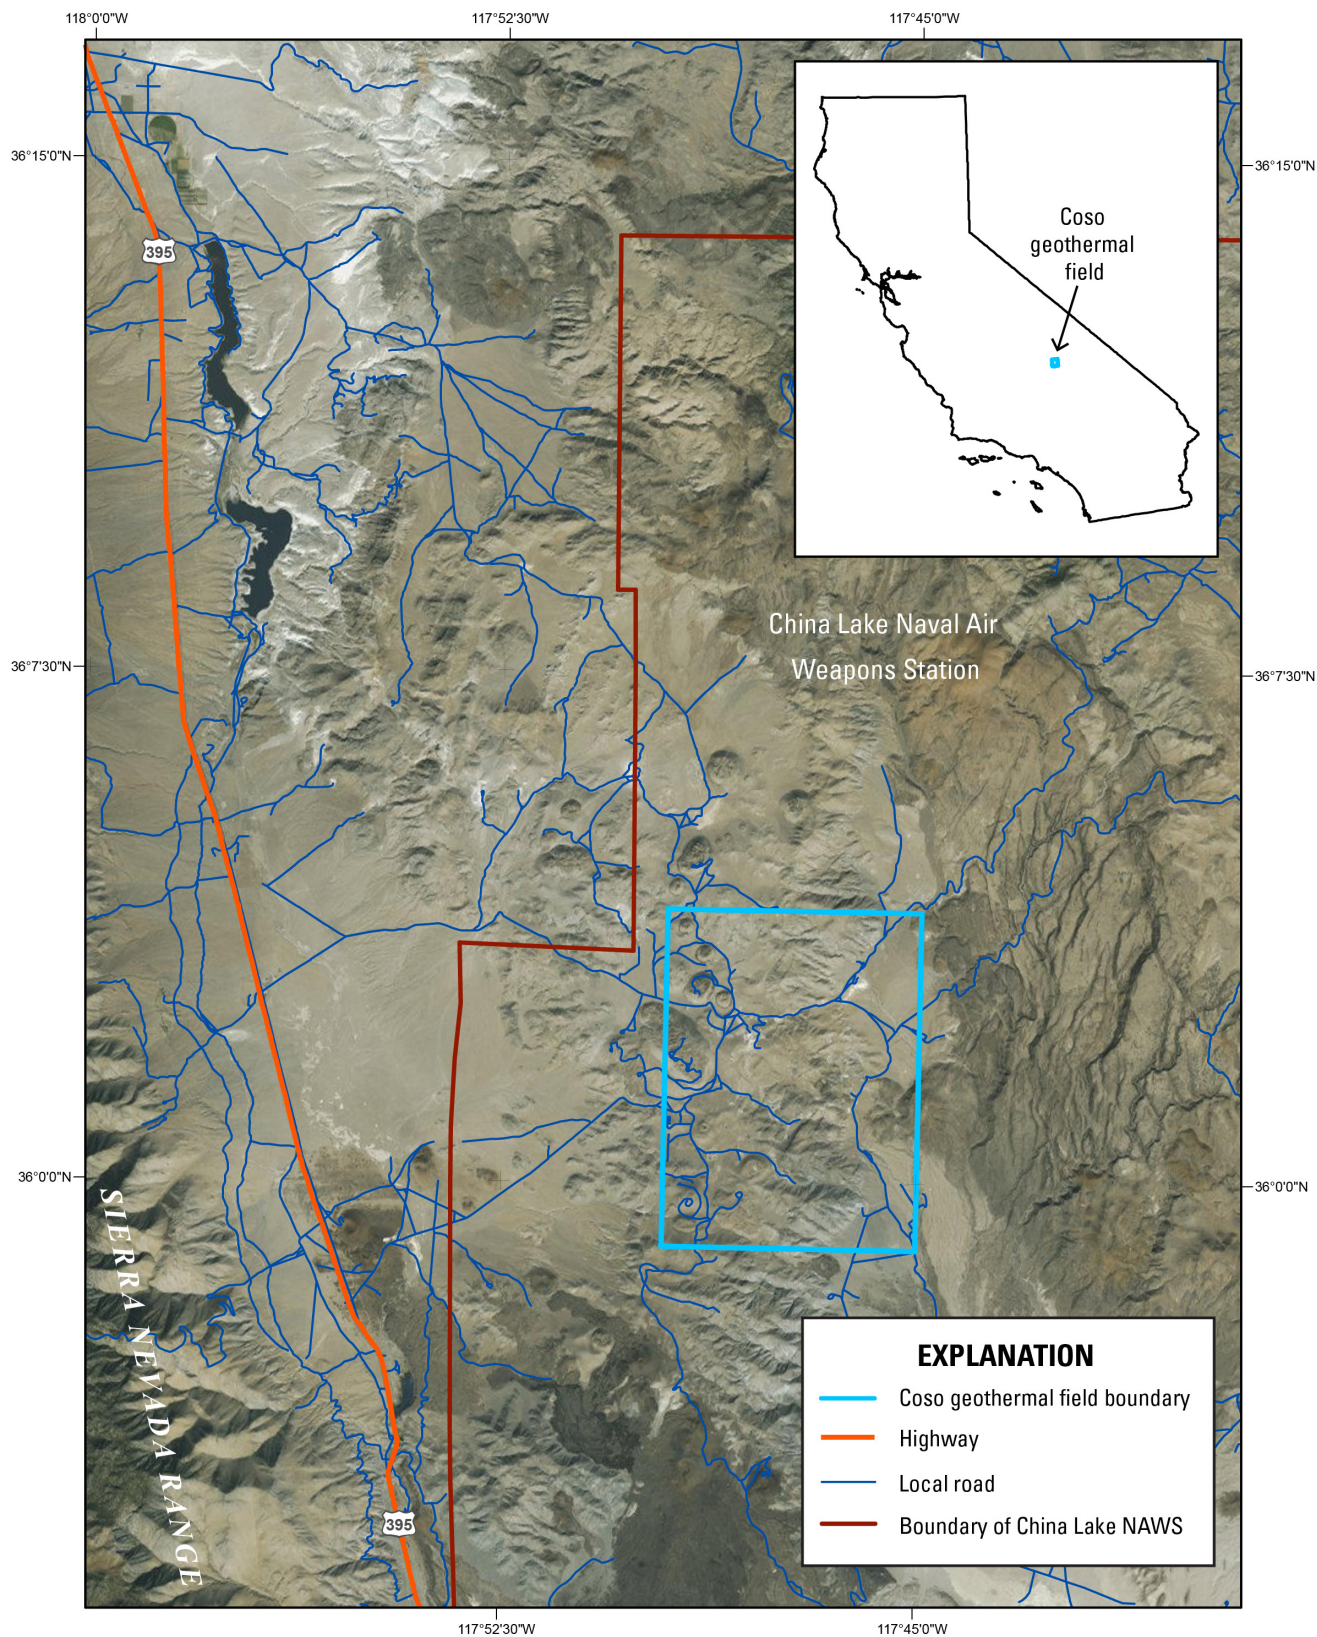 118°0'0"W
117°52'30"W
117°45'0"W
36°15'0"N
36°15'0"N
Coso
geothermal
field
395
China Lake Naval Air
Weapons Station
36°7'30"N
36°7'30"N
36°0'0"N
36°0'0"N
SIERRA NEVADA RANGE
EXPLANATION
Coso geothermal field boundary
Highway
Local road
Boundary of China Lake NAWS
395
117°52'30"W
117°45'0"W